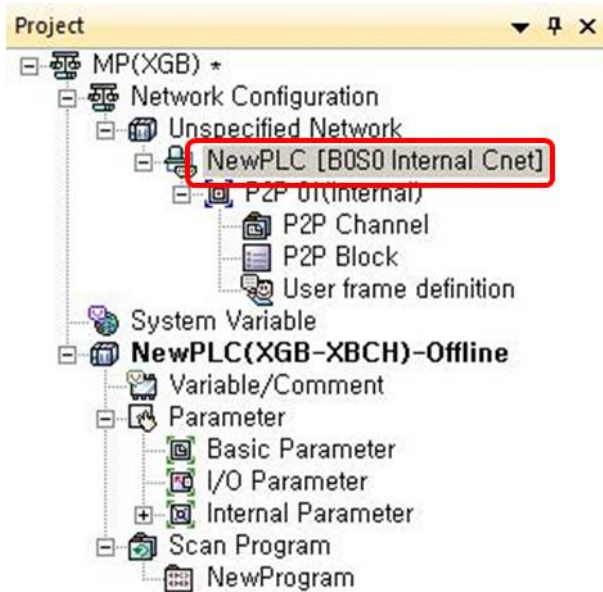 Project
MP(XGB) *
Network Configuration
Unspecified Network
NewPLC [B0S0 Internal Cnet]
P2P 01(Internal)
P2P Channel
P2P Block
User frame definition
System Variable
NewPLC(XGB-XBCH)-Offline
Variable/Comment
Parameter
Basic Parameter
I/O Parameter
Internal Parameter
Scan Program
NewProgram